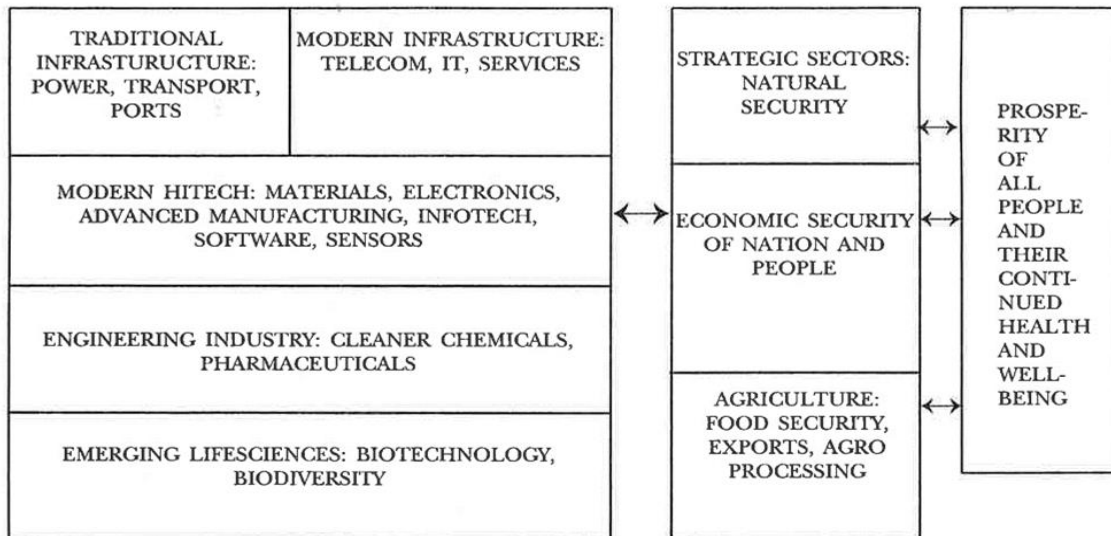 TRADITIONAL
INFRASTURUCTURE:
POWER, TRANSPORT,
PORTS
MODERN INFRASTRUCTURE:
TELECOM, IT, SERVICES
MODERN HITECH: MATERIALS, ELECTRONICS,
ADVANCED MANUFACTURING, INFOTECH,
SOFTWARE, SENSORS
ENGINEERING INDUSTRY: CLEANER CHEMICALS,
PHARMACEUTICALS
EMERGING LIFESCIENCES: BIOTECHNOLOGY,
BIODIVERSITY
STRATEGIC SECTORS:
NATURAL
SECURITY
ECONOMIC SECURITY
OF NATION AND
PEOPLE
AGRICULTURE:
FOOD SECURITY,
EXPORTS, AGRO
PROCESSING
PROSPE-
RITY
OF
ALL
PEOPLE
AND
THEIR
CONTI-
NUED
HEALTH
AND
WELL-
BEING